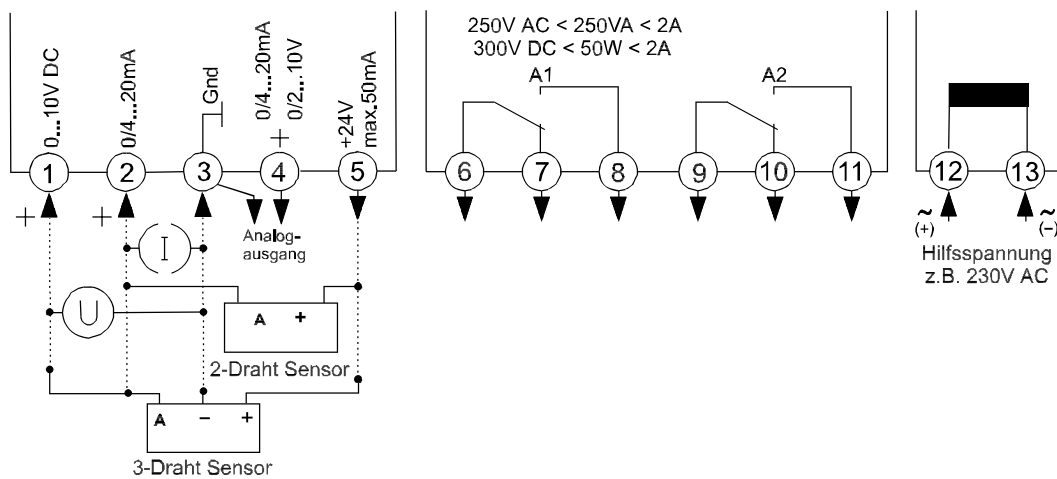 0...10V DC
0/4...20mA
Gnd
0/4...20mA
0/2...10V
+
+24V
max.50mA
250V AC < 250VA < 2A
300V DC < 50W < 2A
A1
A2
1
2
3
4
5
6
7
8
9
10
11
12
13
+
+
Analog-
ausgang
~
(+)
~
(−)
Hilfsspannung
z.B. 230V AC
I
U
A +
2-Draht Sensor
A − +
3-Draht Sensor